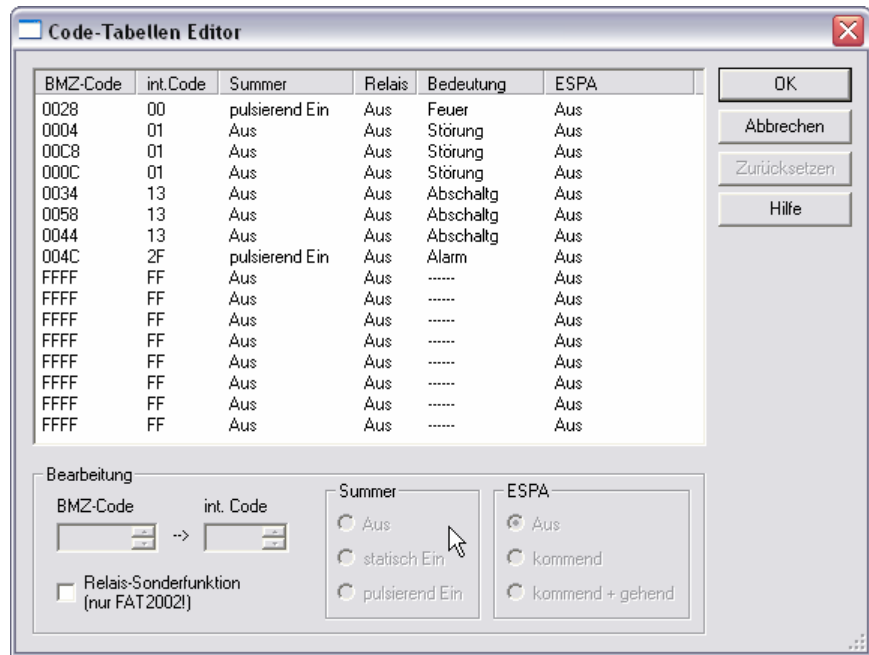 Code-Tabellen Editor
BMZ-Code int.Code Summer Relais Bedeutung ESPA
0028 00 pulsierend Ein Aus Feuer Aus
0004 01 Aus Aus Störung Aus
00C8 01 Aus Aus Störung Aus
000C 01 Aus Aus Störung Aus
0034 13 Aus Aus Abschaltg Aus
0058 13 Aus Aus Abschaltg Aus
0044 13 Aus Aus Abschaltg Aus
004C 2F pulsierend Ein Aus Alarm Aus
FFFF FF Aus Aus ------ Aus
FFFF FF Aus Aus ------ Aus
FFFF FF Aus Aus ------ Aus
FFFF FF Aus Aus ------ Aus
FFFF FF Aus Aus ------ Aus
FFFF FF Aus Aus ------ Aus
FFFF FF Aus Aus ------ Aus
FFFF FF Aus Aus ------ Aus
OK
Abbrechen
Zurücksetzen
Hilfe
Bearbeitung
BMZ-Code int. Code
-->
Relais-Sonderfunktion
(nur FAT2002!)
Summer
Aus
statisch Ein
pulsierend Ein
ESPA
Aus
kommend
kommend + gehend